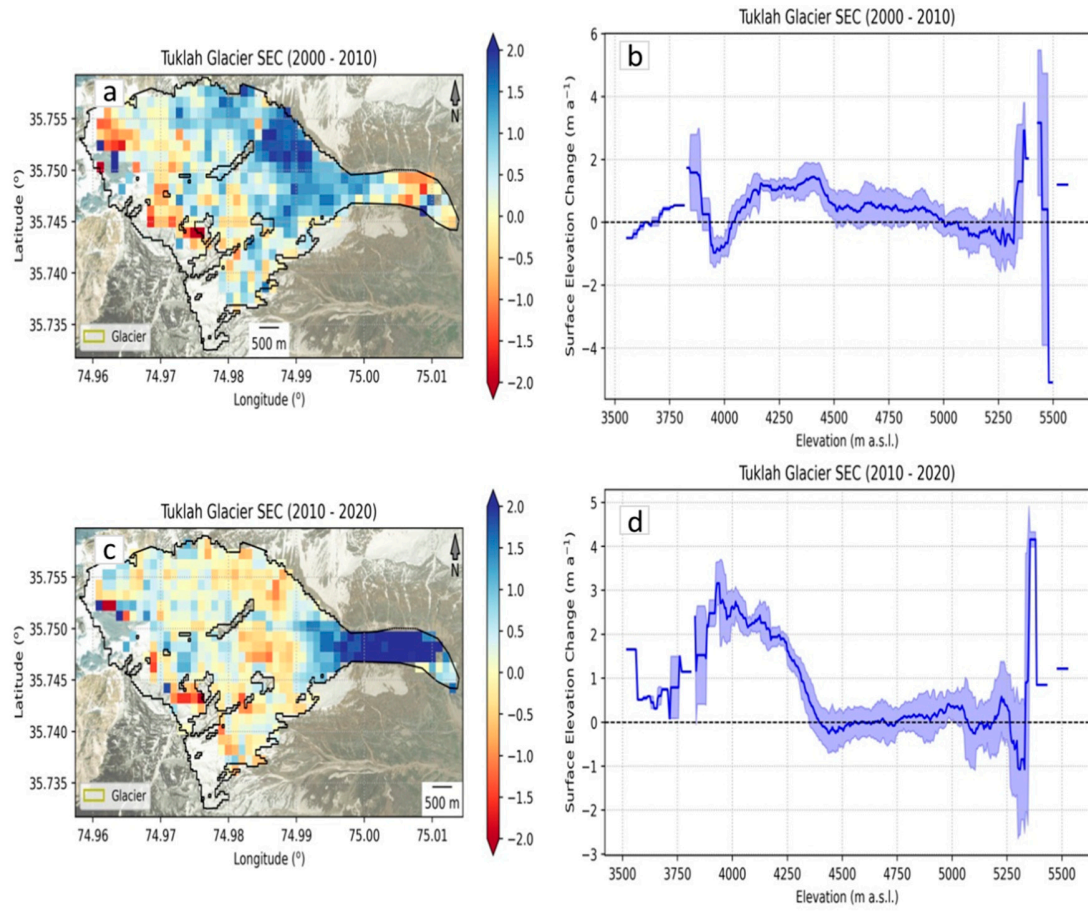 Tuklah Glacier SEC (2000 - 2010)
a
N
35.755
35.750
35.745
35.740
35.735
Latitude (°)
Glacier
500 m
74.96 74.97 74.98 74.99 75.00 75.01
Longitude (°)
2.0
1.5
1.0
0.5
0.0
−0.5
−1.0
−1.5
−2.0
Tuklah Glacier SEC (2000 - 2010)
b
6
4
2
0
−2
−4
Surface Elevation Change (m a⁻¹)
3500 3750 4000 4250 4500 4750 5000 5250 5500
Elevation (m a.s.l.)
Tuklah Glacier SEC (2010 - 2020)
c
N
35.755
35.750
35.745
35.740
35.735
Latitude (°)
Glacier
500 m
74.96 74.97 74.98 74.99 75.00 75.01
Longitude (°)
2.0
1.5
1.0
0.5
0.0
−0.5
−1.0
−1.5
−2.0
Tuklah Glacier SEC (2010 - 2020)
d
5
4
3
2
1
0
−1
−2
−3
Surface Elevation Change (m a⁻¹)
3500 3750 4000 4250 4500 4750 5000 5250 5500
Elevation (m a.s.l.)